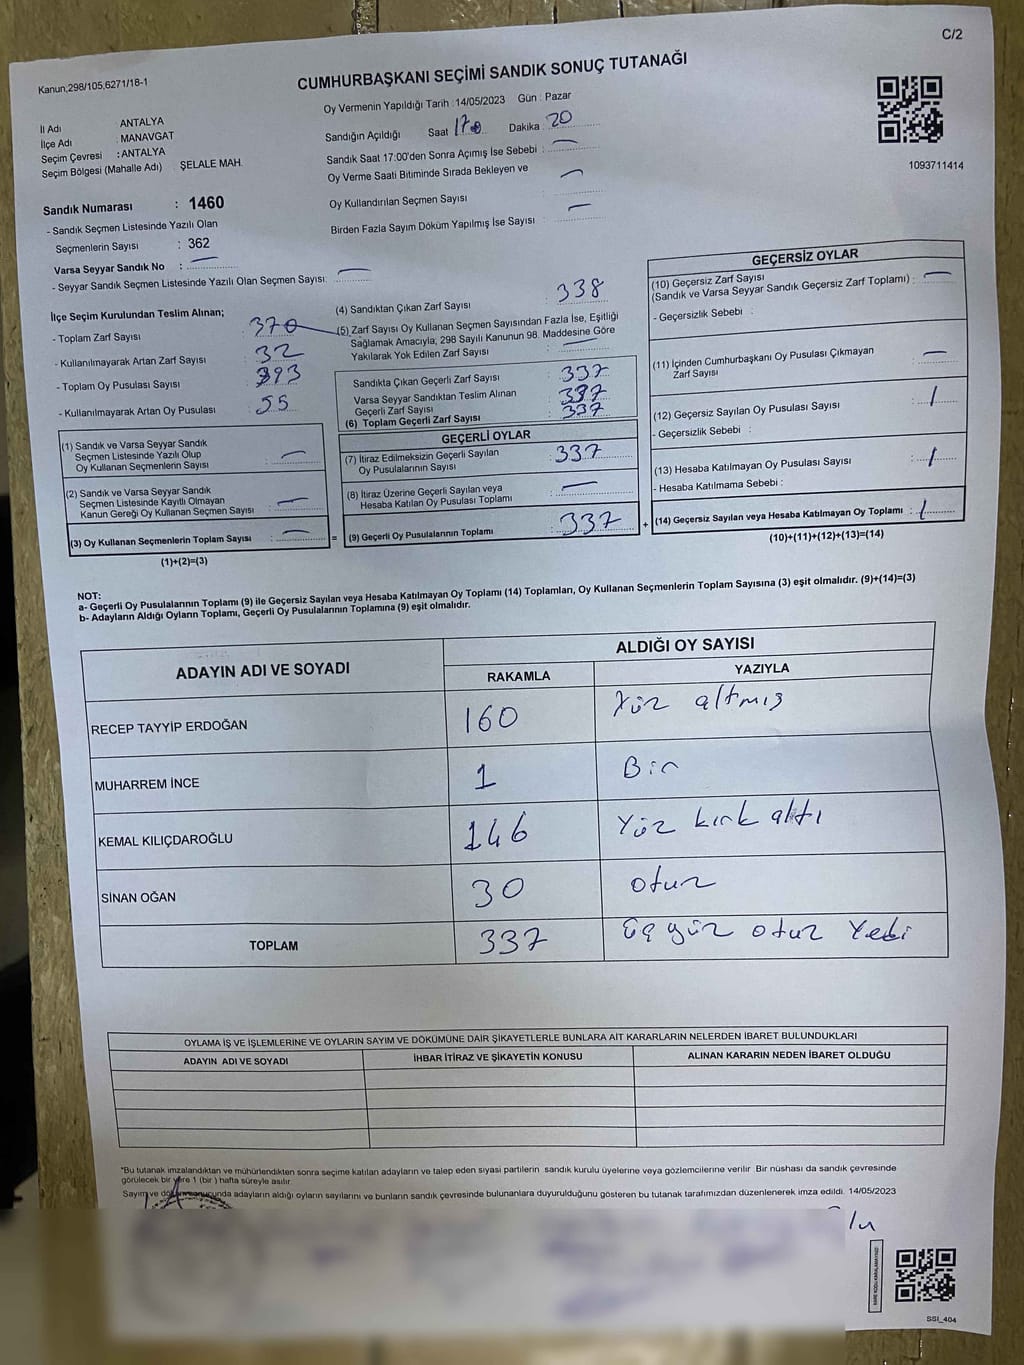 C/2
Kanun,298/105,6271/18-1
CUMHURBAŞKANI SEÇİMİ SANDIK SONUÇ TUTANAĞI
İl Adı : ANTALYA
İlçe Adı : MANAVGAT
Seçim Çevresi : ANTALYA
Seçim Bölgesi (Mahalle Adı) : ŞELALE MAH.
Sandık Numarası : 1460
- Sandık Seçmen Listesinde Yazılı Olan
Seçmenlerin Sayısı : 362
Varsa Seyyar Sandık No : —
- Seyyar Sandık Seçmen Listesinde Yazılı Olan Seçmen Sayısı: —
Oy Vermenin Yapıldığı Tarih : 14/05/2023 Gün : Pazar
Sandığın Açıldığı Saat : 17 Dakika : 20
Sandık Saat 17:00'den Sonra Açımış İse Sebebi : —
Oy Verme Saati Bitiminde Sırada Bekleyen ve
Oy Kullandırılan Seçmen Sayısı : —
Birden Fazla Sayım Döküm Yapılmış İse Sayısı : —
1093711414
İlçe Seçim Kurulundan Teslim Alınan;
- Toplam Zarf Sayısı : 370
- Kullanılmayarak Artan Zarf Sayısı : 32
- Toplam Oy Pusulası Sayısı : 393
- Kullanılmayarak Artan Oy Pusulası : 55
(1) Sandık ve Varsa Seyyar Sandık
Seçmen Listesinde Yazılı Olup
Oy Kullanan Seçmenlerin Sayısı : —
(2) Sandık ve Varsa Seyyar Sandık
Seçmen Listesinde Kayıtlı Olmayan
Kanun Gereği Oy Kullanan Seçmen Sayısı : —
(3) Oy Kullanan Seçmenlerin Toplam Sayısı : —
(1)+(2)=(3)
=
(4) Sandıktan Çıkan Zarf Sayısı : 338
(5) Zarf Sayısı Oy Kullanan Seçmen Sayısından Fazla İse, Eşitliği
Sağlamak Amacıyla, 298 Sayılı Kanunun 98. Maddesine Göre
Yakılarak Yok Edilen Zarf Sayısı : —
Sandıkta Çıkan Geçerli Zarf Sayısı : 337
Varsa Seyyar Sandıktan Teslim Alınan
Geçerli Zarf Sayısı : 337
(6) Toplam Geçerli Zarf Sayısı : 337
GEÇERLİ OYLAR
(7) İtiraz Edilmeksizin Geçerli Sayılan
Oy Pusulalarının Sayısı : 337
(8) İtiraz Üzerine Geçerli Sayılan veya
Hesaba Katılan Oy Pusulası Toplamı : —
(9) Geçerli Oy Pusulalarının Toplamı : 337
+
GEÇERSİZ OYLAR
(10) Geçersiz Zarf Sayısı
(Sandık ve Varsa Seyyar Sandık Geçersiz Zarf Toplamı) : —
- Geçersizlik Sebebi :
(11) İçinden Cumhurbaşkanı Oy Pusulası Çıkmayan
Zarf Sayısı : —
(12) Geçersiz Sayılan Oy Pusulası Sayısı : 1
- Geçersizlik Sebebi :
(13) Hesaba Katılmayan Oy Pusulası Sayısı : 1
- Hesaba Katılmama Sebebi :
(14) Geçersiz Sayılan veya Hesaba Katılmayan Oy Toplamı : 1
(10)+(11)+(12)+(13)=(14)
NOT:
a- Geçerli Oy Pusulalarının Toplamı (9) ile Geçersiz Sayılan veya Hesaba Katılmayan Oy Toplamı (14) Toplamları, Oy Kullanan Seçmenlerin Toplam Sayısına (3) eşit olmalıdır. (9)+(14)=(3)
b- Adayların Aldığı Oyların Toplamı, Geçerli Oy Pusulalarının Toplamına (9) eşit olmalıdır.
ADAYIN ADI VE SOYADI ALDIĞI OY SAYISI
RAKAMLA YAZIYLA
RECEP TAYYİP ERDOĞAN 160 Yüz altmış
MUHARREM İNCE 1 Bir
KEMAL KILIÇDAROĞLU 146 Yüz kırk altı
SİNAN OĞAN 30 otuz
TOPLAM 337 üç yüz otuz Yedi
OYLAMA İŞ VE İŞLEMLERİNE VE OYLARIN SAYIM VE DÖKÜMÜNE DAİR ŞİKAYETLERLE BUNLARA AİT KARARLARIN NELERDEN İBARET BULUNDUKLARI
ADAYIN ADI VE SOYADI İHBAR İTİRAZ VE ŞİKAYETİN KONUSU ALINAN KARARIN NEDEN İBARET OLDUĞU
*Bu tutanak imzalandıktan ve mühürlendikten sonra seçime katılan adayların ve talep eden siyasi partilerin sandık kurulu üyelerine veya gözlemcilerine verilir. Bir nüshası da sandık çevresinde
görülecek bir yere 1 (bir ) hafta süreyle asılır.
Sayım ve döküm sonucunda adayların aldığı oyların sayılarını ve bunların sandık çevresinde bulunanlara duyurulduğunu gösteren bu tutanak tarafımızdan düzenlenerek imza edildi. 14/05/2023
SSI_404